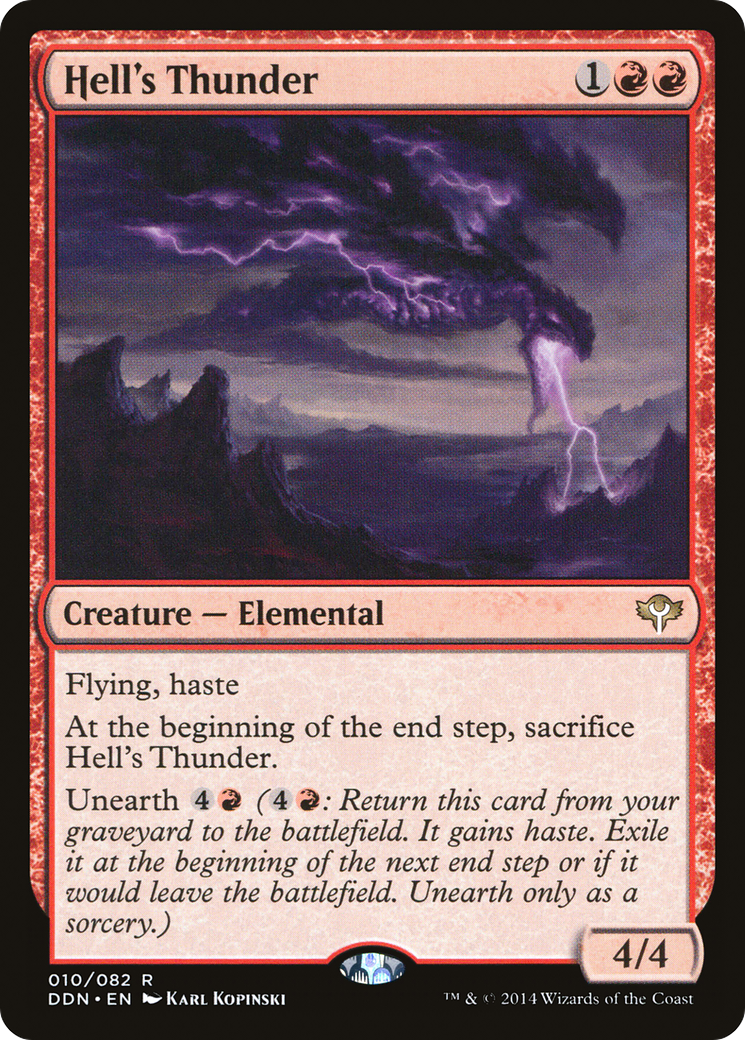 Hell's Thunder 1
Creature — Elemental
Flying, haste
At the beginning of the end step, sacrifice
Hell's Thunder.
Unearth 4 (4: Return this card from your
graveyard to the battlefield. It gains haste. Exile
it at the beginning of the next end step or if it
would leave the battlefield. Unearth only as a
sorcery.)
4/4
010/082 R
DDN • EN Karl Kopinski
™ & © 2014 Wizards of the Coast